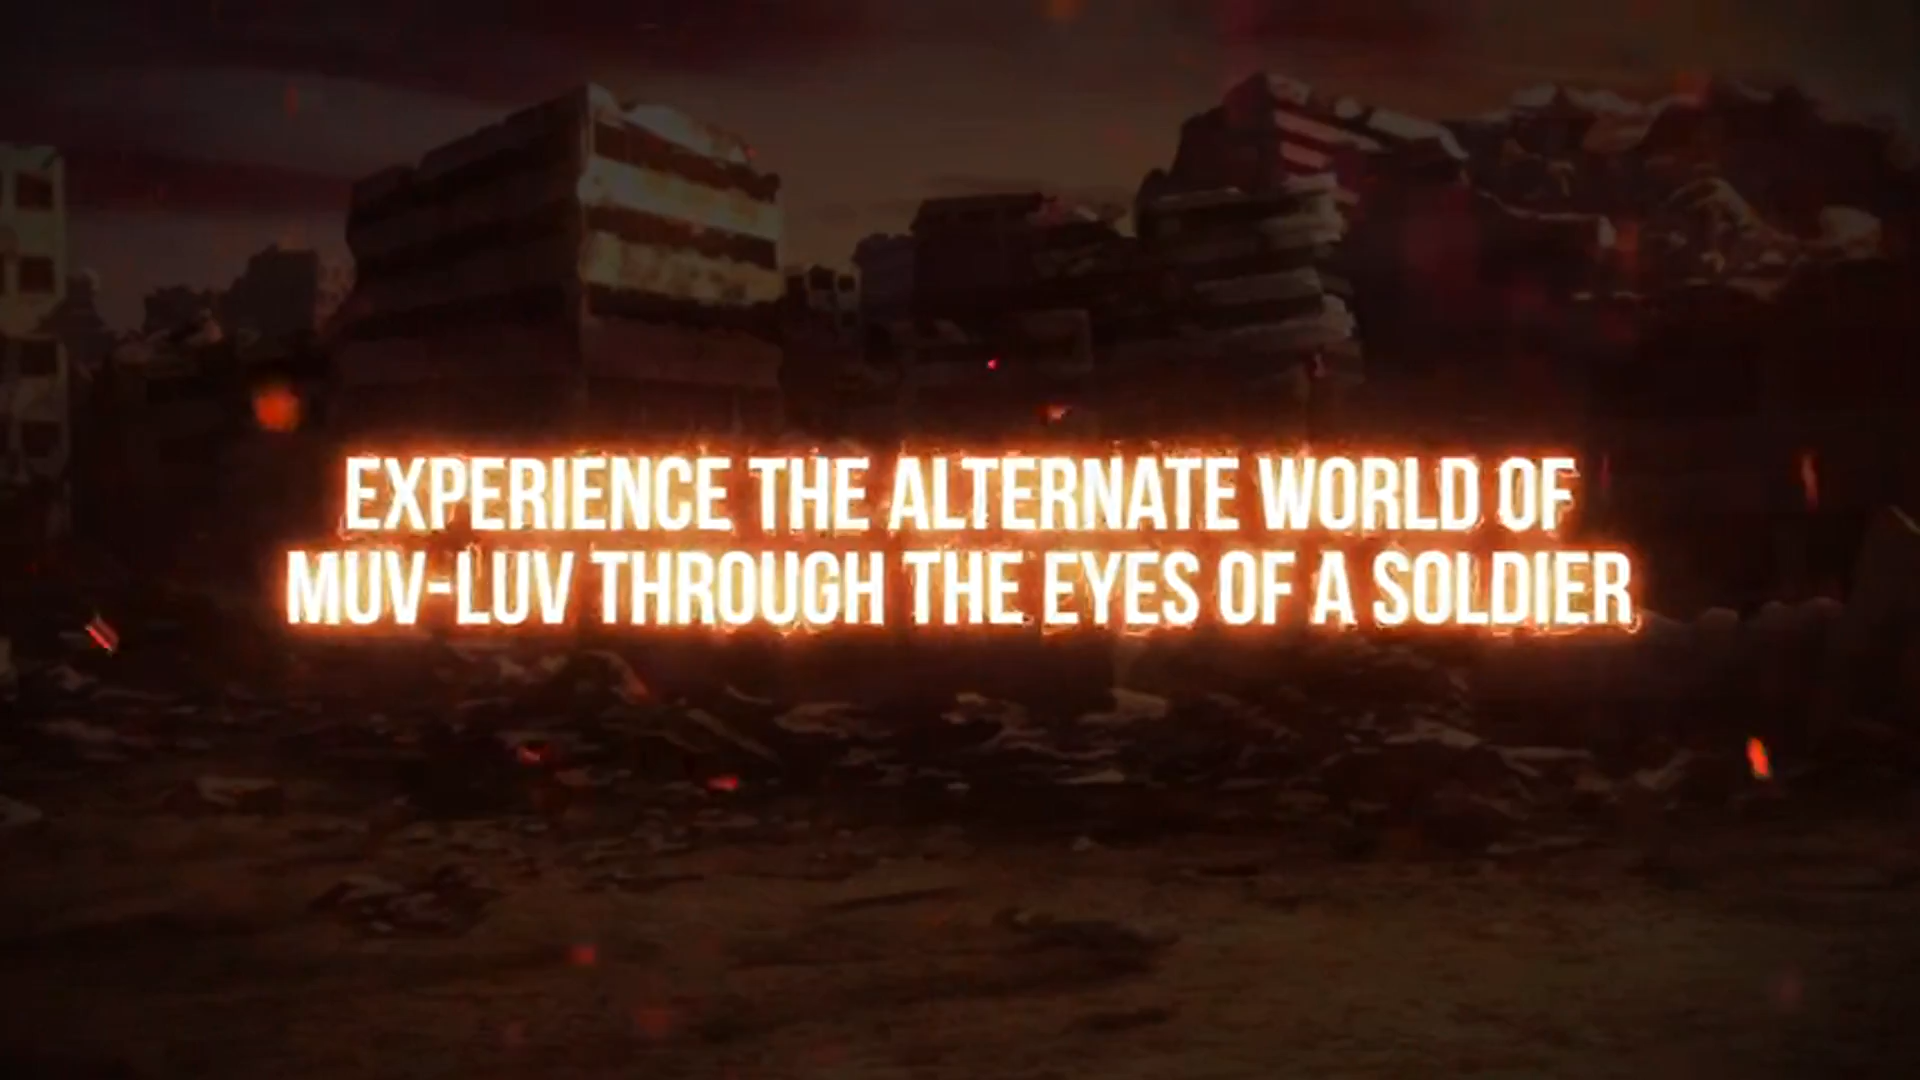 EXPERIENCE THE ALTERNATE WORLD OF
MUV-LUV THROUGH THE EYES OF A SOLDIER